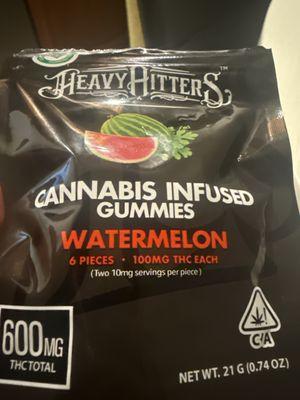 HEAVY HITTERS™
CANNABIS INFUSED
GUMMIES
WATERMELON
6 PIECES • 100MG THC EACH
(Two 10mg servings per piece)
600MG
THC TOTAL
! CA
NET WT. 21 G (0.74 OZ)